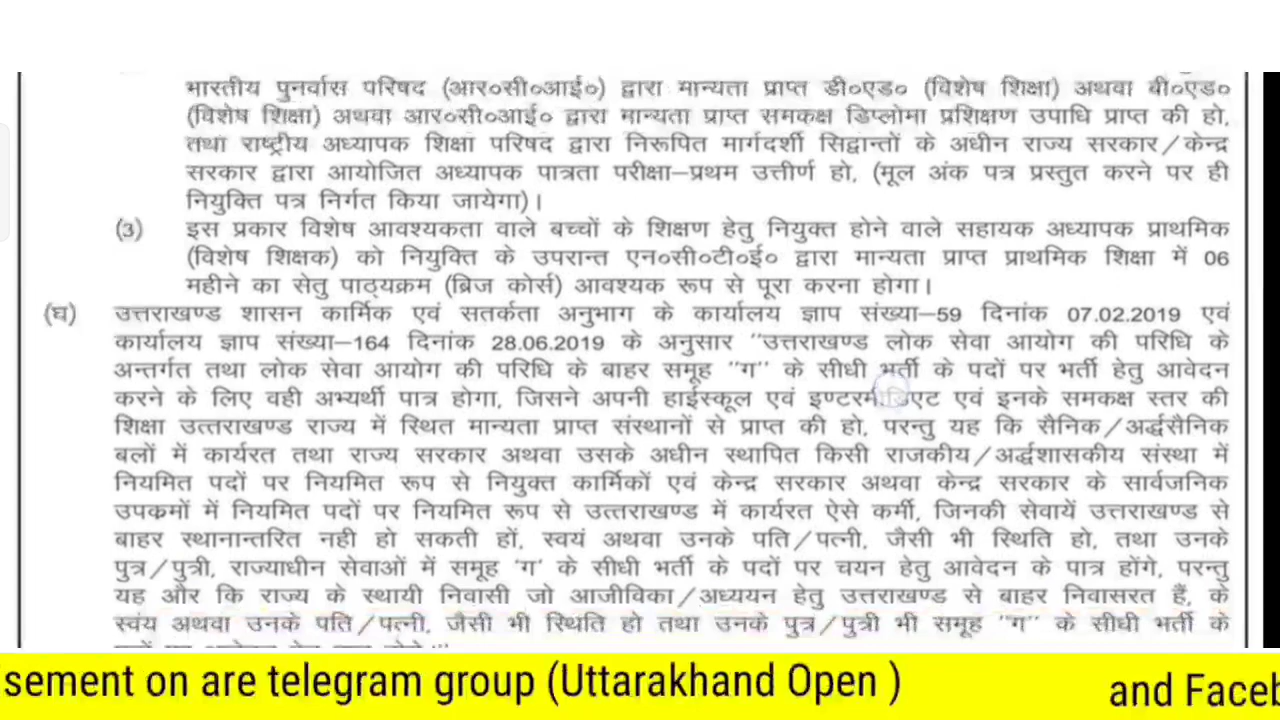 भारतीय पुनर्वास परिषद (आर०सी०आई०) द्वारा मान्यता प्राप्त डी०एड० (विशेष शिक्षा) अथवा बी०एड०
(विशेष शिक्षा) अथवा आर०सी०आई० द्वारा मान्यता प्राप्त समकक्ष डिप्लोमा प्रशिक्षण उपाधि प्राप्त की हो,
तथा राष्ट्रीय अध्यापक शिक्षा परिषद द्वारा निरूपित मार्गदर्शी सिद्वान्तों के अधीन राज्य सरकार/केन्द्र
सरकार द्वारा आयोजित अध्यापक पात्रता परीक्षा–प्रथम उत्तीर्ण हो, (मूल अंक पत्र प्रस्तुत करने पर ही
नियुक्ति पत्र निर्गत किया जायेगा)।
(3) इस प्रकार विशेष आवश्यकता वाले बच्चों के शिक्षण हेतु नियुक्त होने वाले सहायक अध्यापक प्राथमिक
(विशेष शिक्षक) को नियुक्ति के उपरान्त एन०सी०टी०ई० द्वारा मान्यता प्राप्त प्राथमिक शिक्षा में 06
महीने का सेतु पाठ्यक्रम (ब्रिज कोर्स) आवश्यक रूप से पूरा करना होगा।
(घ) उत्तराखण्ड शासन कार्मिक एवं सतर्कता अनुभाग के कार्यालय ज्ञाप संख्या–59 दिनांक 07.02.2019 एवं
कार्यालय ज्ञाप संख्या–164 दिनांक 28.06.2019 के अनुसार "उत्तराखण्ड लोक सेवा आयोग की परिधि के
अन्तर्गत तथा लोक सेवा आयोग की परिधि के बाहर समूह "ग" के सीधी भर्ती के पदों पर भर्ती हेतु आवेदन
करने के लिए वही अभ्यर्थी पात्र होगा, जिसने अपनी हाईस्कूल एवं इण्टरमीडिएट एवं इनके समकक्ष स्तर की
शिक्षा उत्तराखण्ड राज्य में स्थित मान्यता प्राप्त संस्थानों से प्राप्त की हो, परन्तु यह कि सैनिक/अर्द्धसैनिक
बलों में कार्यरत तथा राज्य सरकार अथवा उसके अधीन स्थापित किसी राजकीय/अर्द्धशासकीय संस्था में
नियमित पदों पर नियमित रूप से नियुक्त कार्मिकों एवं केन्द्र सरकार अथवा केन्द्र सरकार के सार्वजनिक
उपक्रमों में नियमित पदों पर नियमित रूप से उत्तराखण्ड में कार्यरत ऐसे कर्मी, जिनकी सेवायें उत्तराखण्ड से
बाहर स्थानान्तरित नही हो सकती हों, स्वयं अथवा उनके पति/पत्नी, जैसी भी स्थिति हो, तथा उनके
पुत्र/पुत्री, राज्याधीन सेवाओं में समूह 'ग' के सीधी भर्ती के पदों पर चयन हेतु आवेदन के पात्र होंगे, परन्तु
यह और कि राज्य के स्थायी निवासी जो आजीविका/अध्ययन हेतु उत्तराखण्ड से बाहर निवासरत हैं, के
स्वंय अथवा उनके पति/पत्नी, जैसी भी स्थिति हो तथा उनके पुत्र/पुत्री भी समूह "ग" के सीधी भर्ती के
sement on are telegram group (Uttarakhand Open ) and Faceb